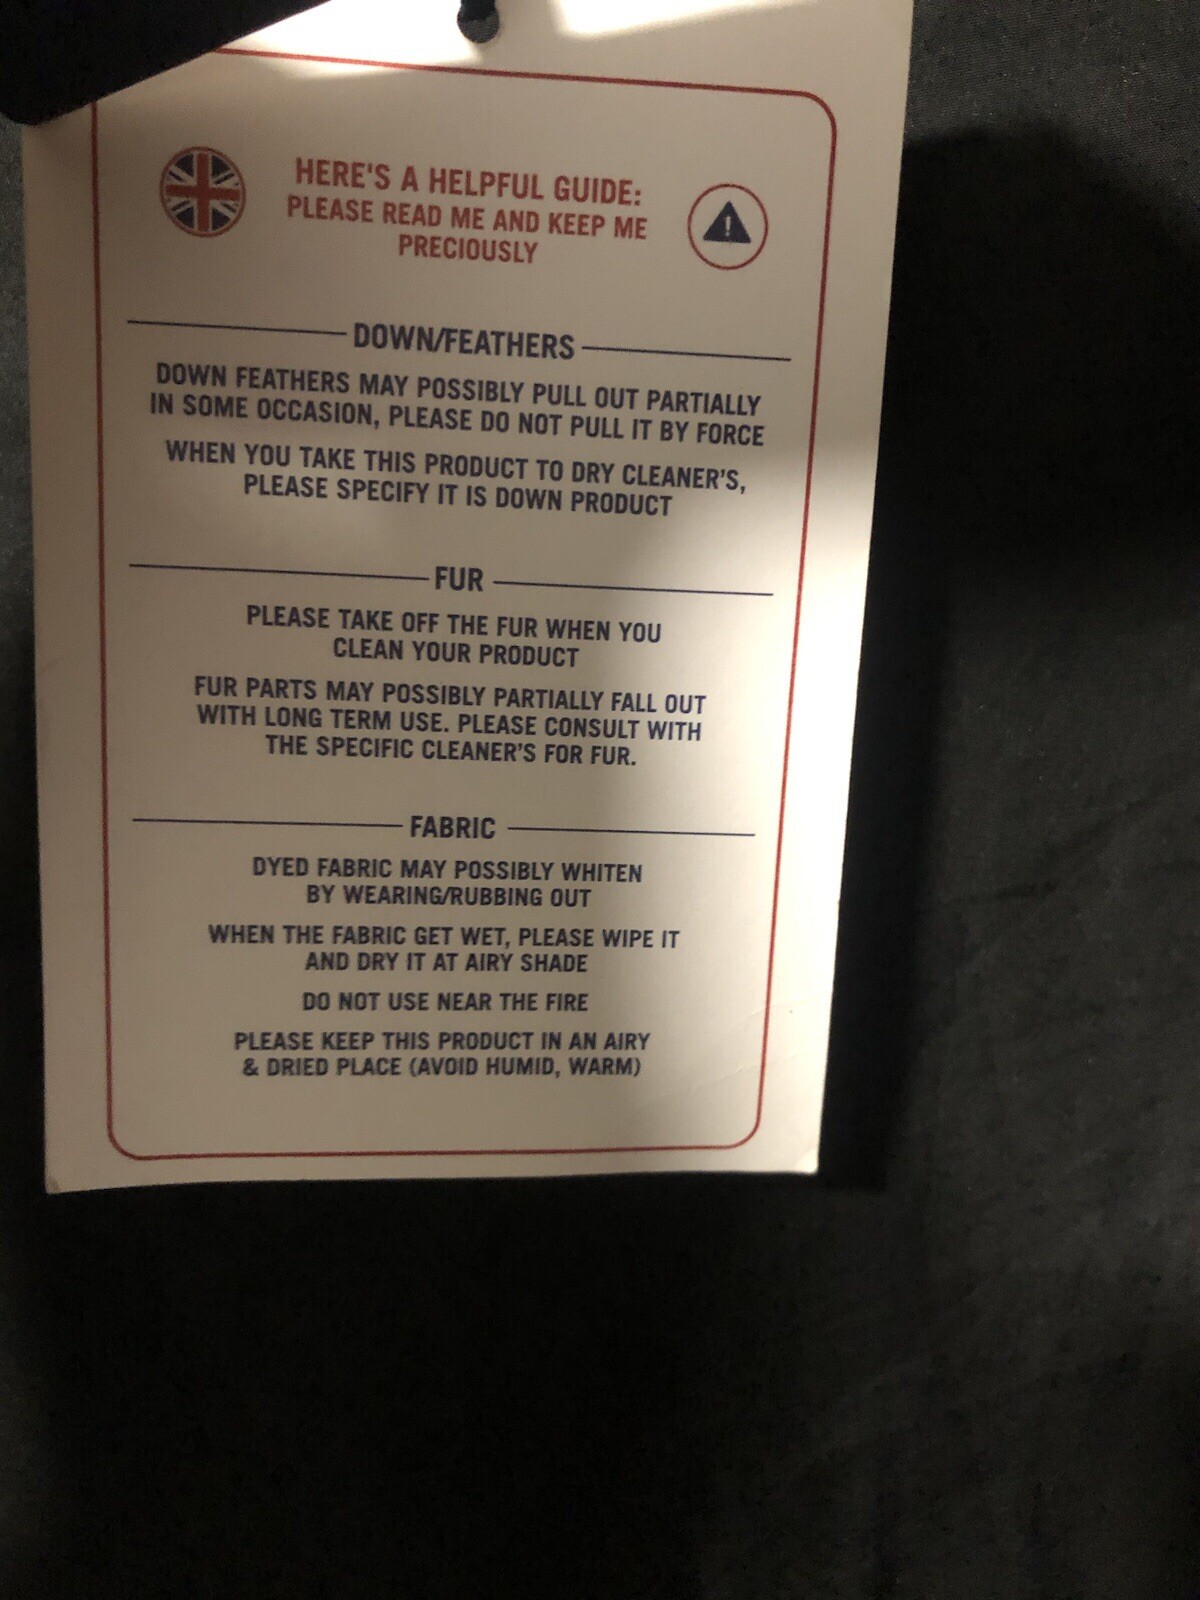 HERE'S A HELPFUL GUIDE:
PLEASE READ ME AND KEEP ME
PRECIOUSLY
!
DOWN/FEATHERS
DOWN FEATHERS MAY POSSIBLY PULL OUT PARTIALLY
IN SOME OCCASION, PLEASE DO NOT PULL IT BY FORCE
WHEN YOU TAKE THIS PRODUCT TO DRY CLEANER'S,
PLEASE SPECIFY IT IS DOWN PRODUCT
FUR
PLEASE TAKE OFF THE FUR WHEN YOU
CLEAN YOUR PRODUCT
FUR PARTS MAY POSSIBLY PARTIALLY FALL OUT
WITH LONG TERM USE. PLEASE CONSULT WITH
THE SPECIFIC CLEANER'S FOR FUR.
FABRIC
DYED FABRIC MAY POSSIBLY WHITEN
BY WEARING/RUBBING OUT
WHEN THE FABRIC GET WET, PLEASE WIPE IT
AND DRY IT AT AIRY SHADE
DO NOT USE NEAR THE FIRE
PLEASE KEEP THIS PRODUCT IN AN AIRY
& DRIED PLACE (AVOID HUMID, WARM)